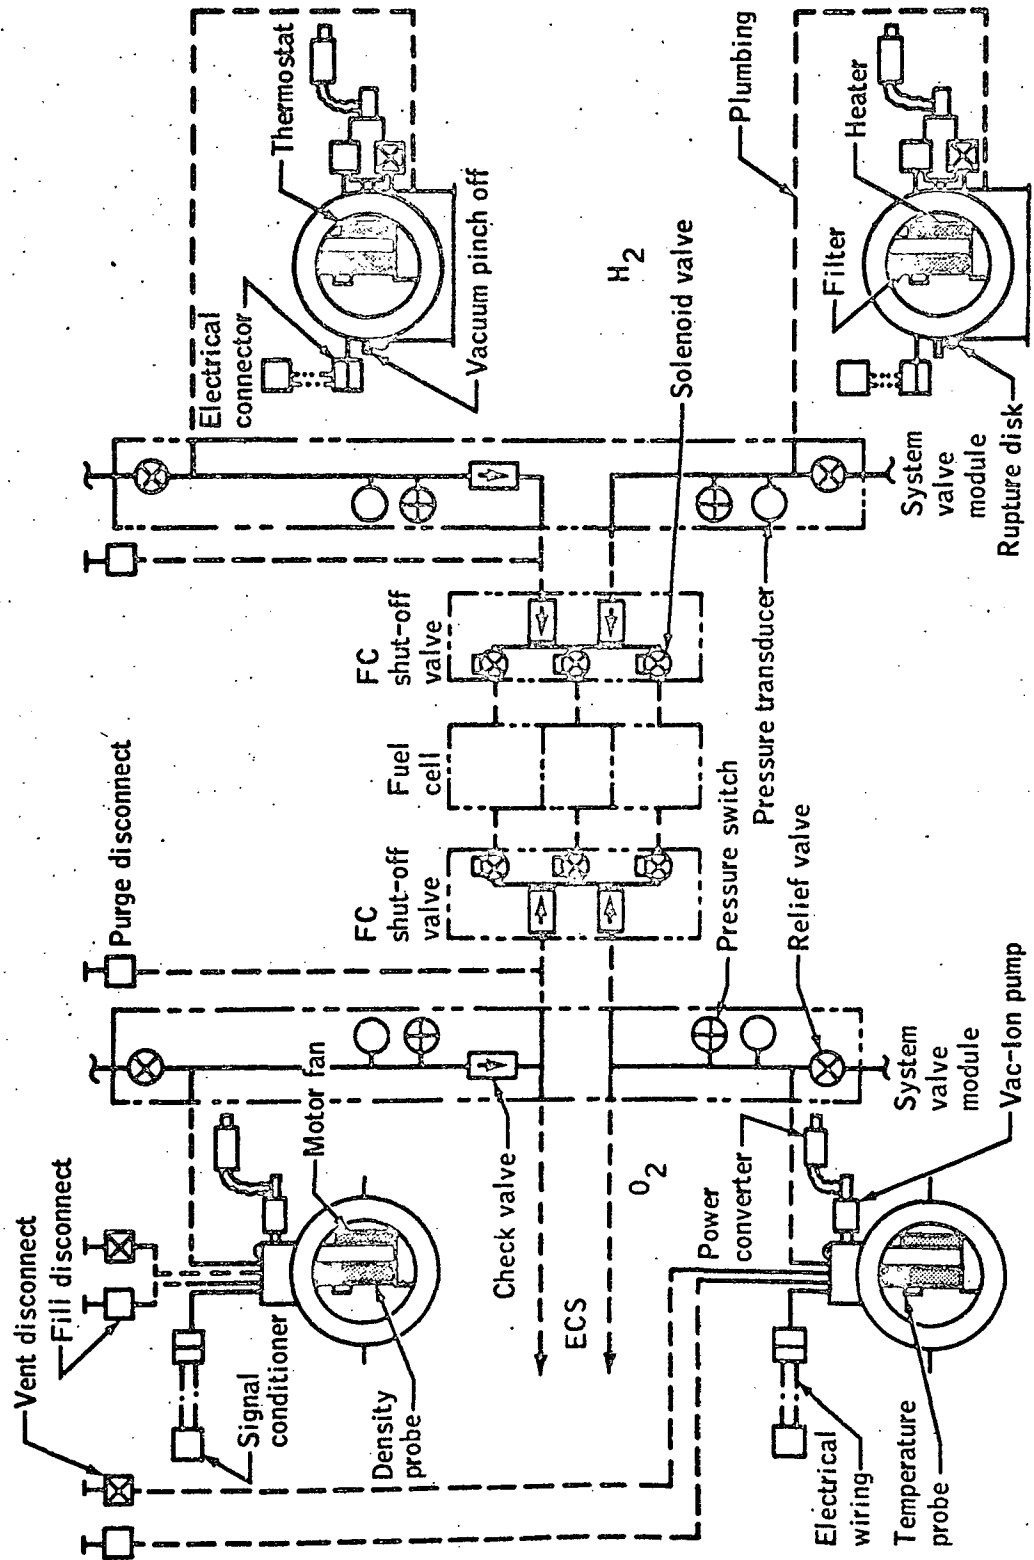 Vent disconnect
Fill disconnect
Purge disconnect
Signal
conditioner
Density
probe
Motor fan
Check valve
ECS
O2
Electrical
wiring
Temperature
probe
Power
converter
Vac-Ion pump
System
valve
module
Relief valve
Pressure switch
FC
shut-off
valve
Fuel
cell
FC
shut-off
valve
Pressure transducer
Solenoid valve
H2
Electrical
connector
Vacuum pinch off
Thermostat
Plumbing
System
valve
module
Rupture disk
Filter
Heater